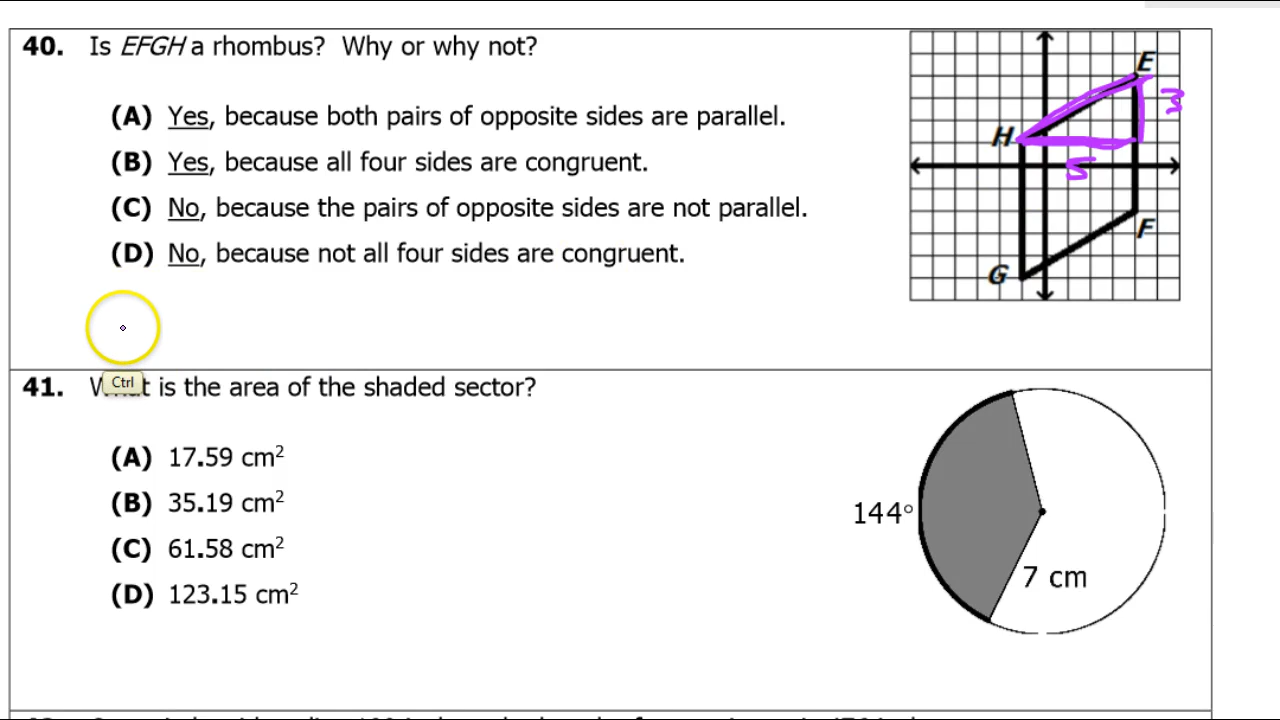 40. Is EFGH a rhombus? Why or why not?
(A) Yes, because both pairs of opposite sides are parallel.
(B) Yes, because all four sides are congruent.
(C) No, because the pairs of opposite sides are not parallel.
(D) No, because not all four sides are congruent.
E
H
F
G
3
5
Ctrl
41. What is the area of the shaded sector?
(A) 17.59 cm²
(B) 35.19 cm²
(C) 61.58 cm²
(D) 123.15 cm²
144°
7 cm